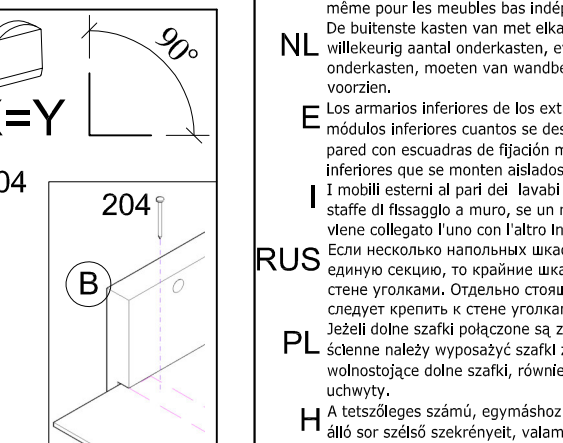 90°
=Y
04
204
B
même pour les meubles bas indép
De buitenste kasten van met elka
NL willekeurig aantal onderkasten, e
onderkasten, moeten van wandbe
voorzien.
E Los armarios inferiores de los ext
módulos inferiores cuantos se des
pared con escuadras de fijación m
inferiores que se monten aislados
I I mobili esterni al pari dei lavabi
staffe di fissaggio a muro, se un n
viene collegato l'uno con l'altro In
RUS Если несколько напольных шка
единую секцию, то крайние шка
стене уголками. Отдельно стоящ
следует крепить к стене уголкам
Jeżeli dolne szafki połączone są z
PL ścienne należy wyposażyć szafki z
wolnostojące dolne szafki, równie
uchwyty.
H A tetszőleges számú, egymáshoz
álló sor szélső szekrényeit, valam